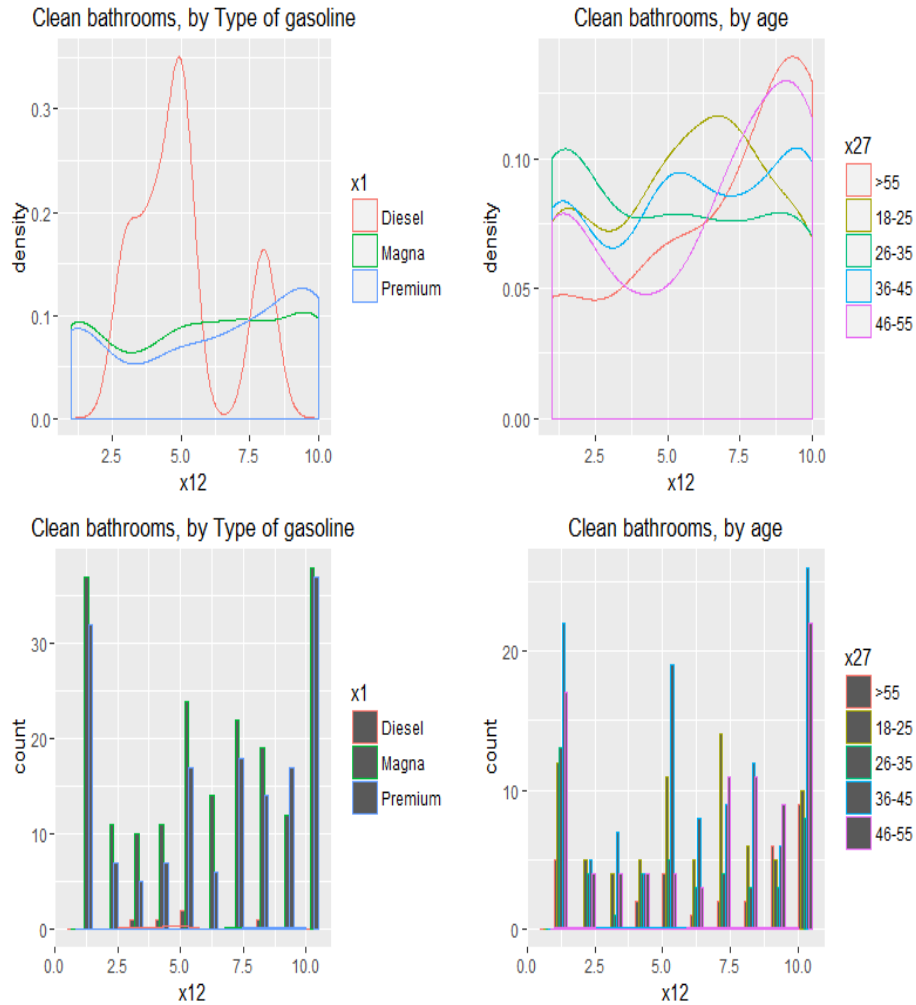 Clean bathrooms, by Type of gasoline
density
0.3
0.2
0.1
0.0
2.5 5.0 7.5 10.0
x12
x1
Diesel
Magna
Premium
Clean bathrooms, by age
density
0.10
0.05
0.00
2.5 5.0 7.5 10.0
x12
x27
>55
18-25
26-35
36-45
46-55
Clean bathrooms, by Type of gasoline
count
30
20
10
0
0.0 2.5 5.0 7.5 10.0
x12
x1
Diesel
Magna
Premium
Clean bathrooms, by age
count
20
10
0
0.0 2.5 5.0 7.5 10.0
x12
x27
>55
18-25
26-35
36-45
46-55